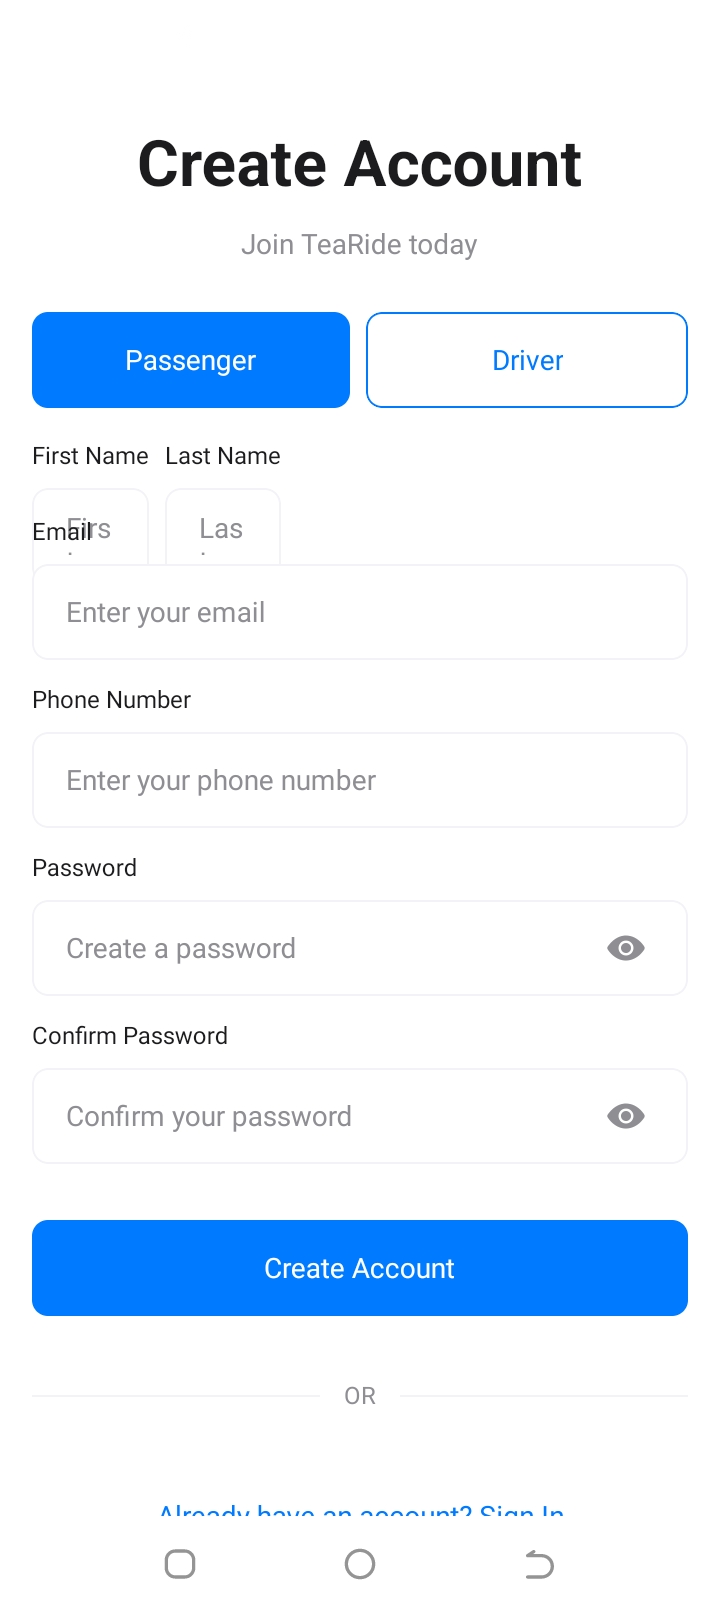 Create Account
Join TeaRide today
Passenger Driver
First Name Last Name
Firs Las
Email
Enter your email
Phone Number
Enter your phone number
Password
Create a password
Confirm Password
Confirm your password
Create Account
OR
Already have an account? Sign In